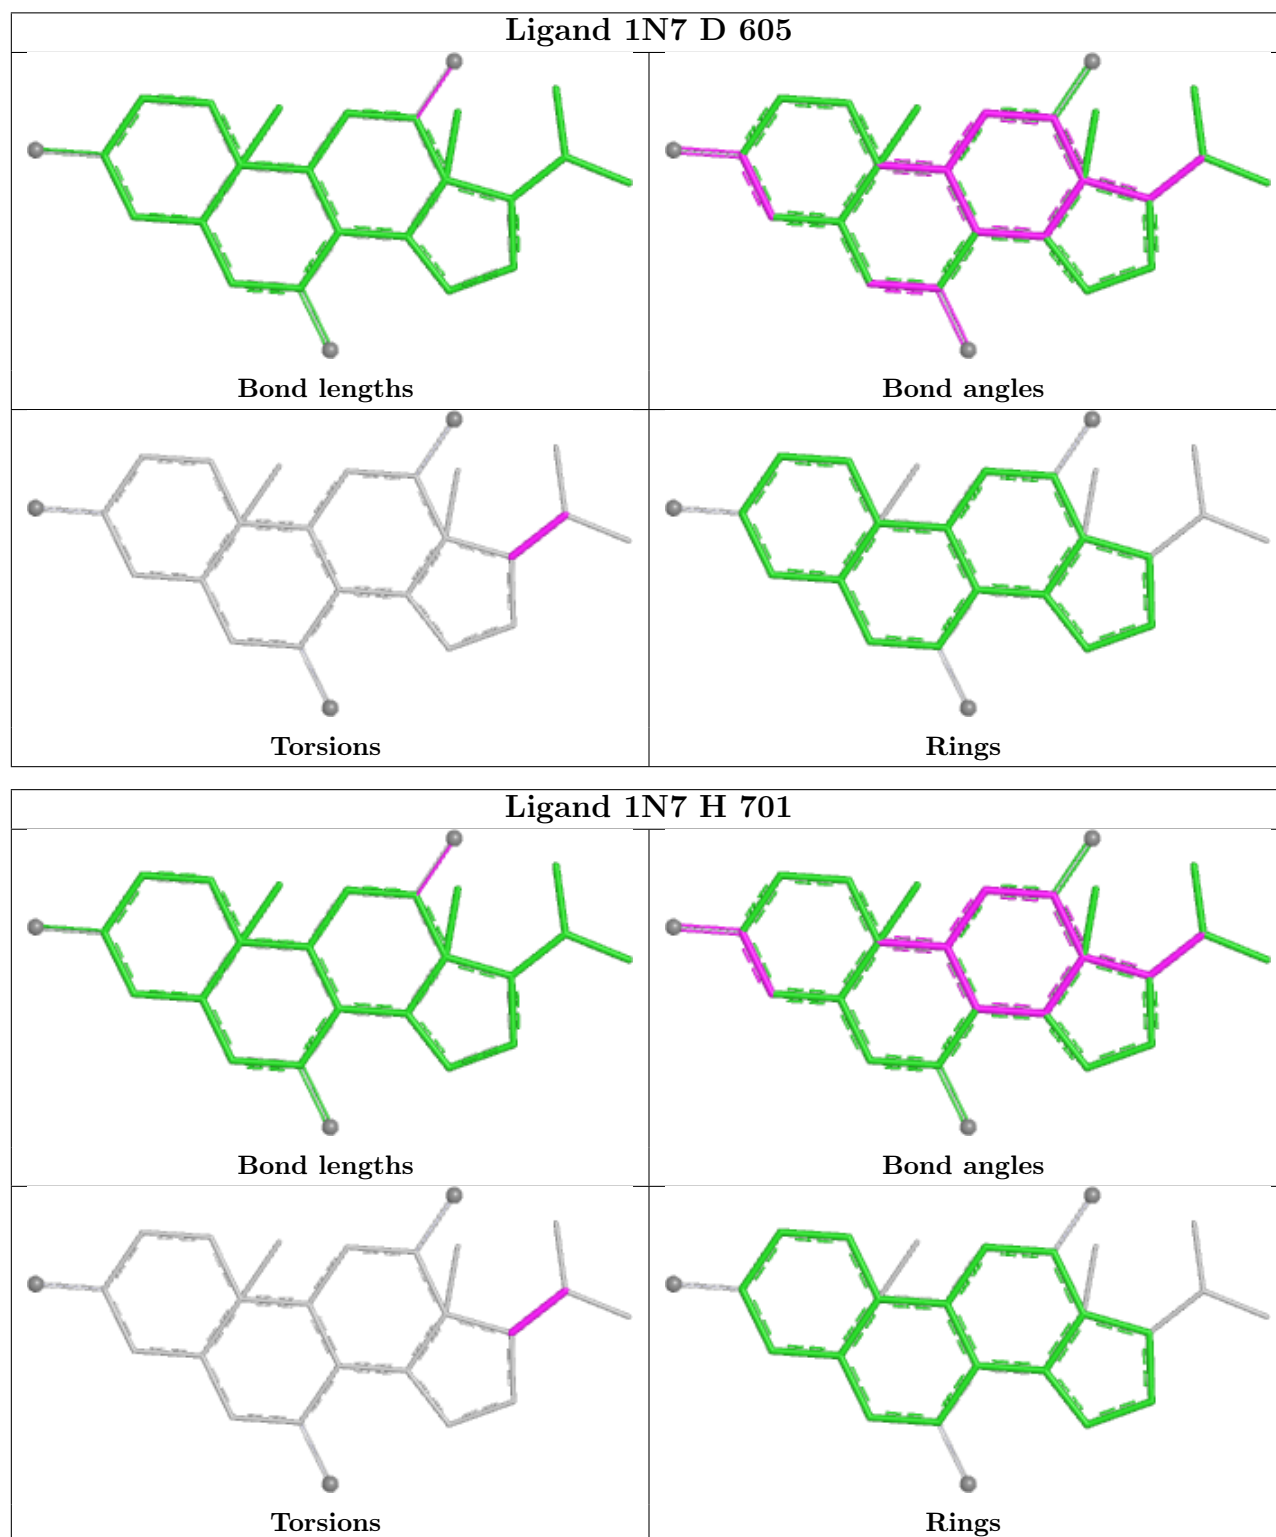 Ligand 1N7 D 605
Bond lengths
Bond angles
Torsions
Rings
Ligand 1N7 H 701
Bond lengths
Bond angles
Torsions
Rings